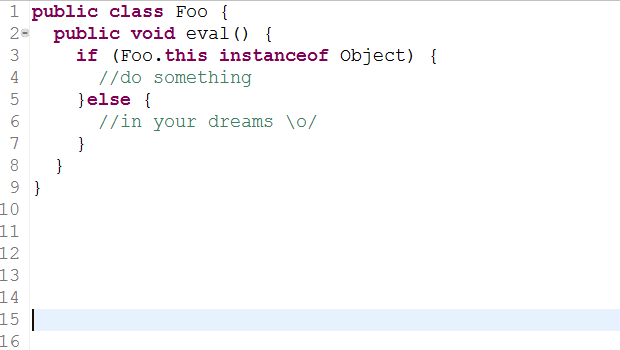 1 public class Foo {
2 public void eval() {
3 if (Foo.this instanceof Object) {
4 //do something
5 }else {
6 //in your dreams \o/
7 }
8 }
9 }
10
11
12
13
14
15
16